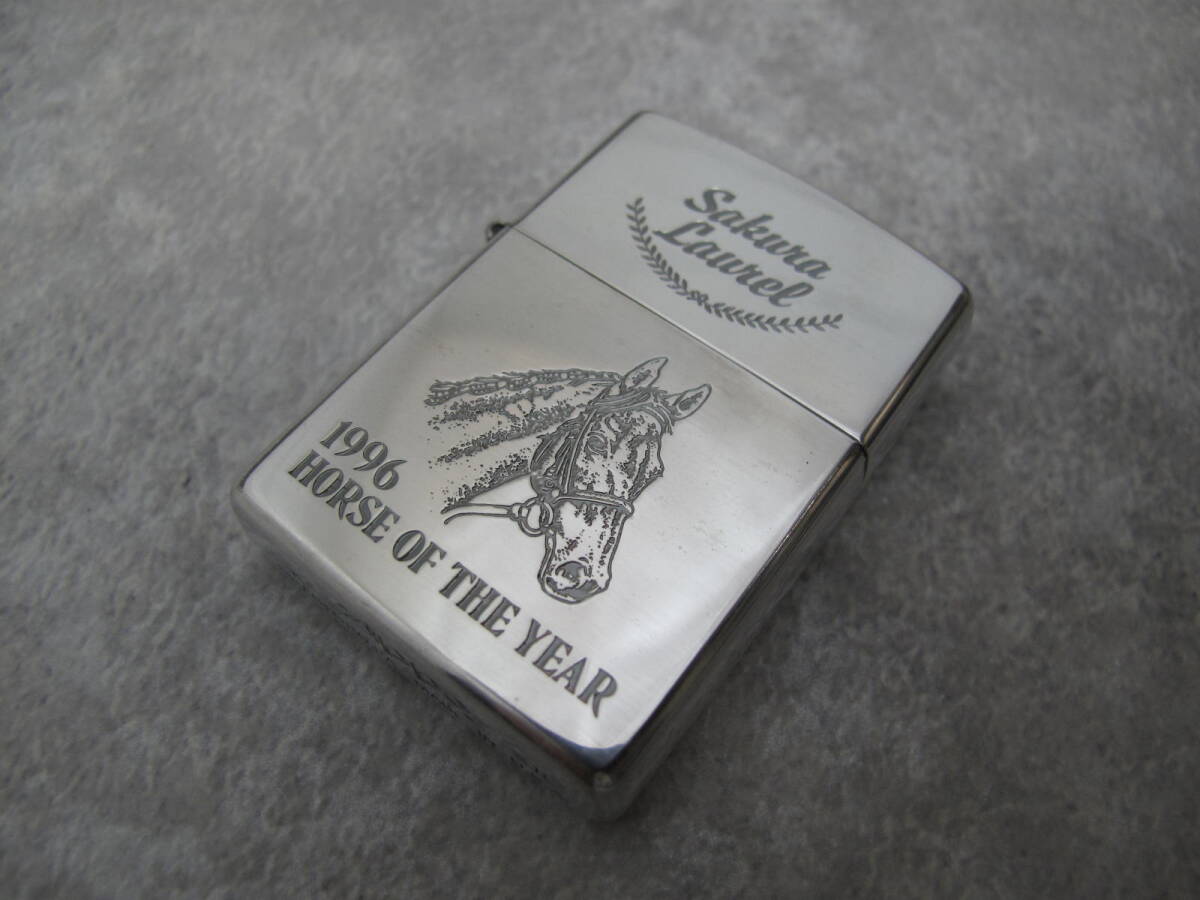 Sakura
Laurel
1996
HORSE OF THE YEAR